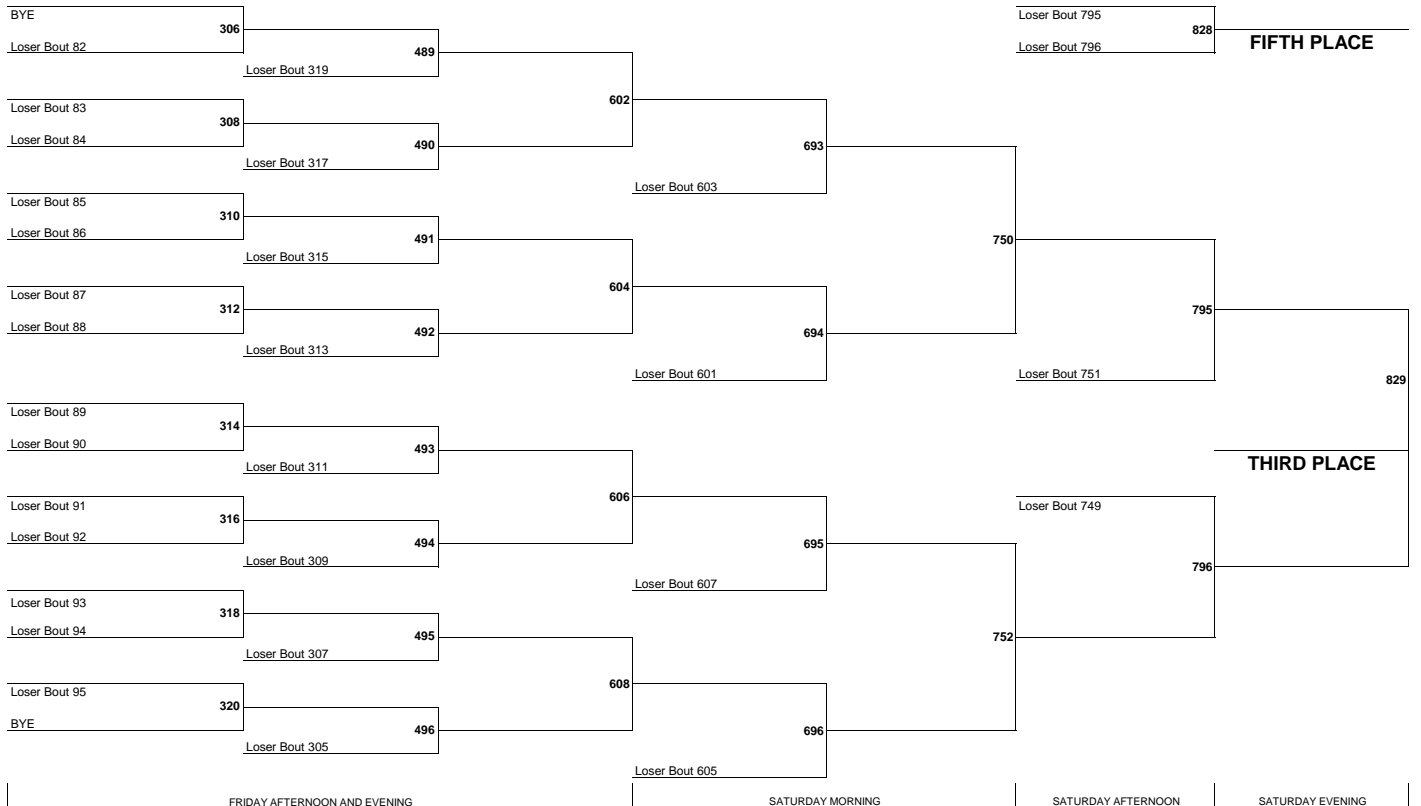 BYE
306
Loser Bout 82
489
Loser Bout 319
602
Loser Bout 83
308
Loser Bout 84
490
Loser Bout 317
693
Loser Bout 603
Loser Bout 85
310
Loser Bout 86
491
Loser Bout 315
750
604
Loser Bout 87
312
Loser Bout 88
492
Loser Bout 313
694
Loser Bout 601
795
Loser Bout 751
829
Loser Bout 89
314
Loser Bout 90
493
Loser Bout 311
606
Loser Bout 91
316
Loser Bout 92
494
Loser Bout 309
695
Loser Bout 607
Loser Bout 93
318
Loser Bout 94
495
Loser Bout 307
752
608
Loser Bout 95
320
BYE
496
Loser Bout 305
696
Loser Bout 605
Loser Bout 749
796
Loser Bout 795
828
Loser Bout 796
FIFTH PLACE
THIRD PLACE
FRIDAY AFTERNOON AND EVENING
SATURDAY MORNING
SATURDAY AFTERNOON
SATURDAY EVENING